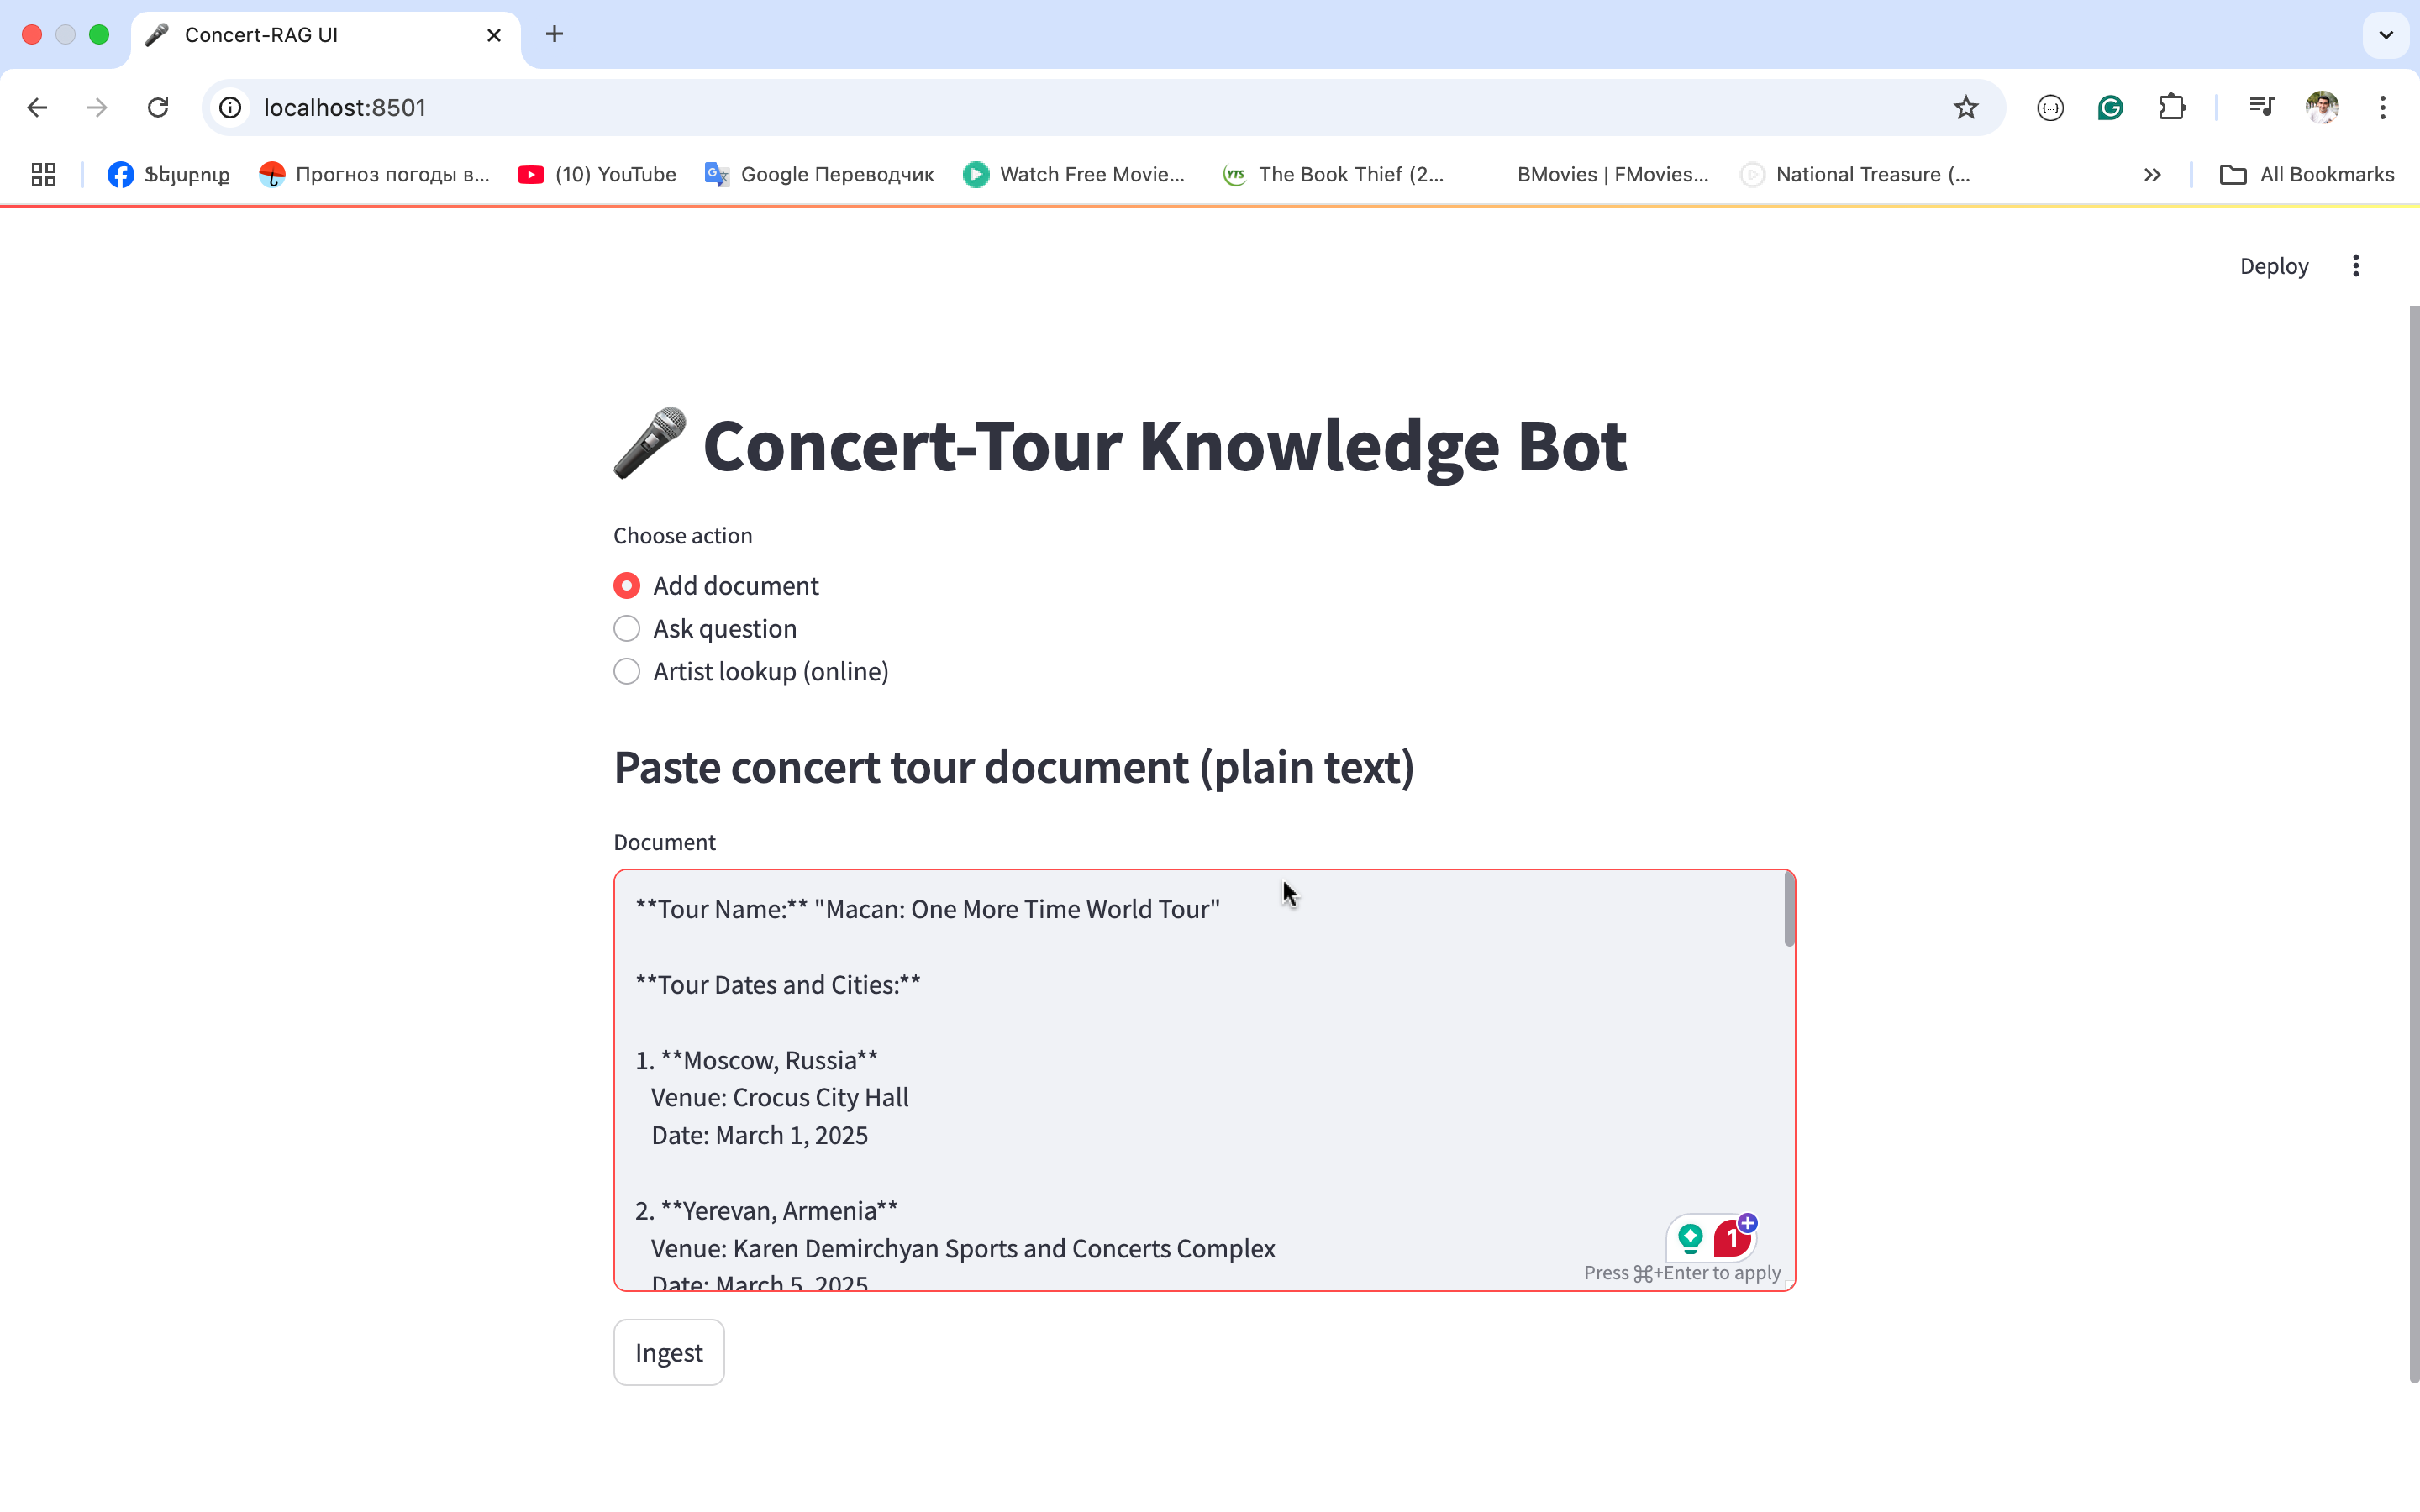 Concert-RAG UI
localhost:8501
Ֆեյսբուք
Прогноз погоды в...
(10) YouTube
Google Переводчик
Watch Free Movie...
YTS
The Book Thief (2...
BMovies | FMovies...
National Treasure (...
All Bookmarks
Deploy
Concert-Tour Knowledge Bot
Choose action
Add document
Ask question
Artist lookup (online)
Paste concert tour document (plain text)
Document
**Tour Name:** "Macan: One More Time World Tour"
**Tour Dates and Cities:**
1. **Moscow, Russia**
Venue: Crocus City Hall
Date: March 1, 2025
2. **Yerevan, Armenia**
Venue: Karen Demirchyan Sports and Concerts Complex
Date: March 5, 2025
1
Press ⌘+Enter to apply
Ingest